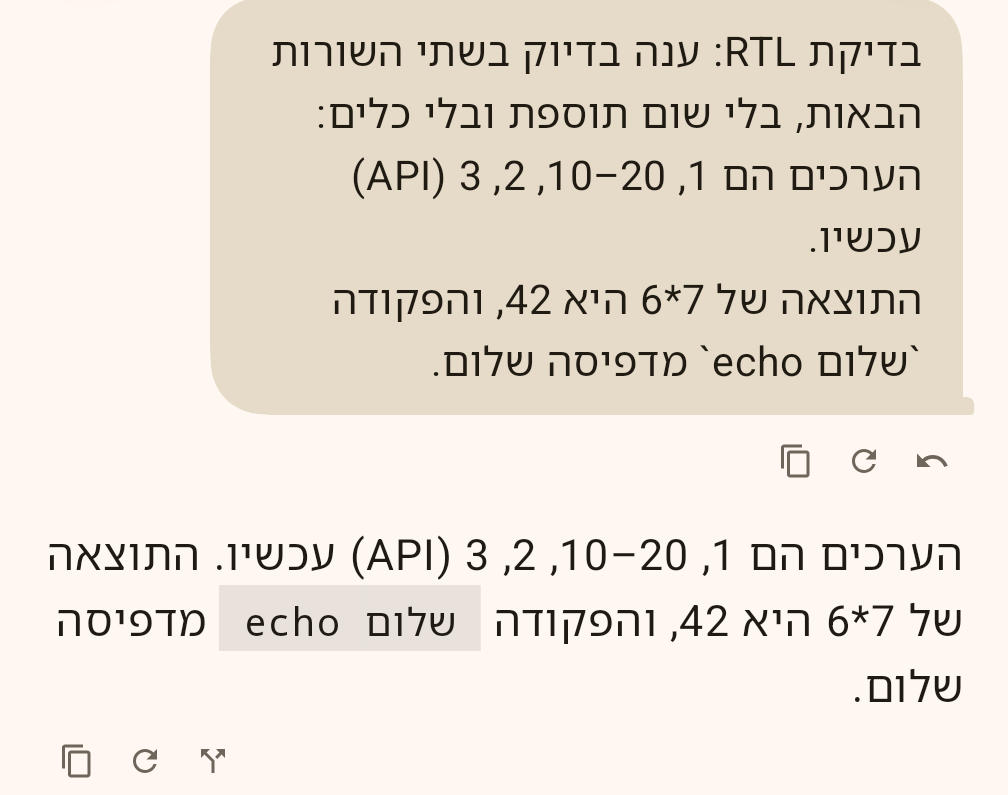 בדיקת RTL: ענה בדיוק בשתי השורות
הבאות, בלי שום תוספת ובלי כלים:
הערכים הם 1, 10–20, 2, 3 (API)
עכשיו.
התוצאה של 6*7 היא 42, והפקודה
`echo שלום` מדפיסה שלום.
הערכים הם 1, 10–20, 2, 3 (API) עכשיו. התוצאה
של 6*7 היא 42, והפקודה echo שלום מדפיסה
שלום.